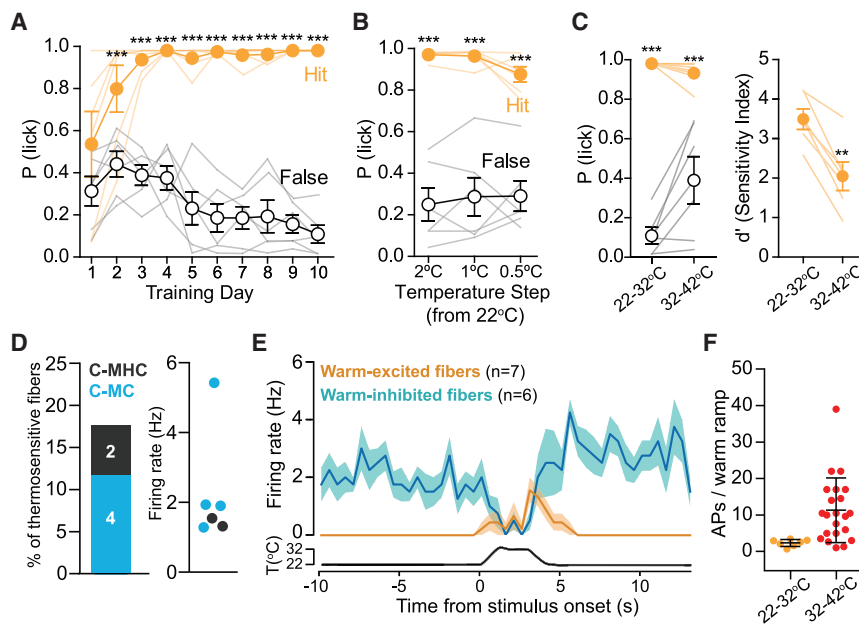 A
P (lick)
1.0
0.8
0.6
0.4
0.2
0.0
*** *** *** *** *** *** *** *** ***
Hit
False
1 2 3 4 5 6 7 8 9 10
Training Day
B
P (lick)
1.0
0.8
0.6
0.4
0.2
0.0
*** *** ***
Hit
False
2ºC 1ºC 0.5ºC
Temperature Step
(from 22ºC)
C
P (lick)
1.0
0.8
0.6
0.4
0.2
0.0
*** ***
22-32ºC 32-42ºC
d' (Sensitivity Index)
5
4
3
2
1
0
**
22-32ºC 32-42ºC
D
% of thermosensitive fibers
25
20
15
10
5
0
C-MHC
C-MC
2
4
Firing rate (Hz)
6
4
2
0
E
Warm-excited fibers (n=7)
Warm-inhibited fibers (n=6)
Firing rate (Hz)
6
4
2
0
T(ºC)
32
22
-10 -5 0 5 10
Time from stimulus onset (s)
F
APs / warm ramp
50
40
30
20
10
0
22-32ºC 32-42ºC